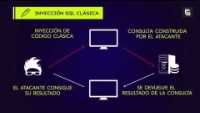 INYECCIÓN SQL CLÁSICA
INYECCIÓN DE
CÓDIGO CLÁSICA
CONSULTA CONSTRUIDA
POR EL ATACANTE
EL ATACANTE CONSIGUE
SU RESULTADO
SE DEVUELVE EL
RESULTADO DE LA CONSULTA